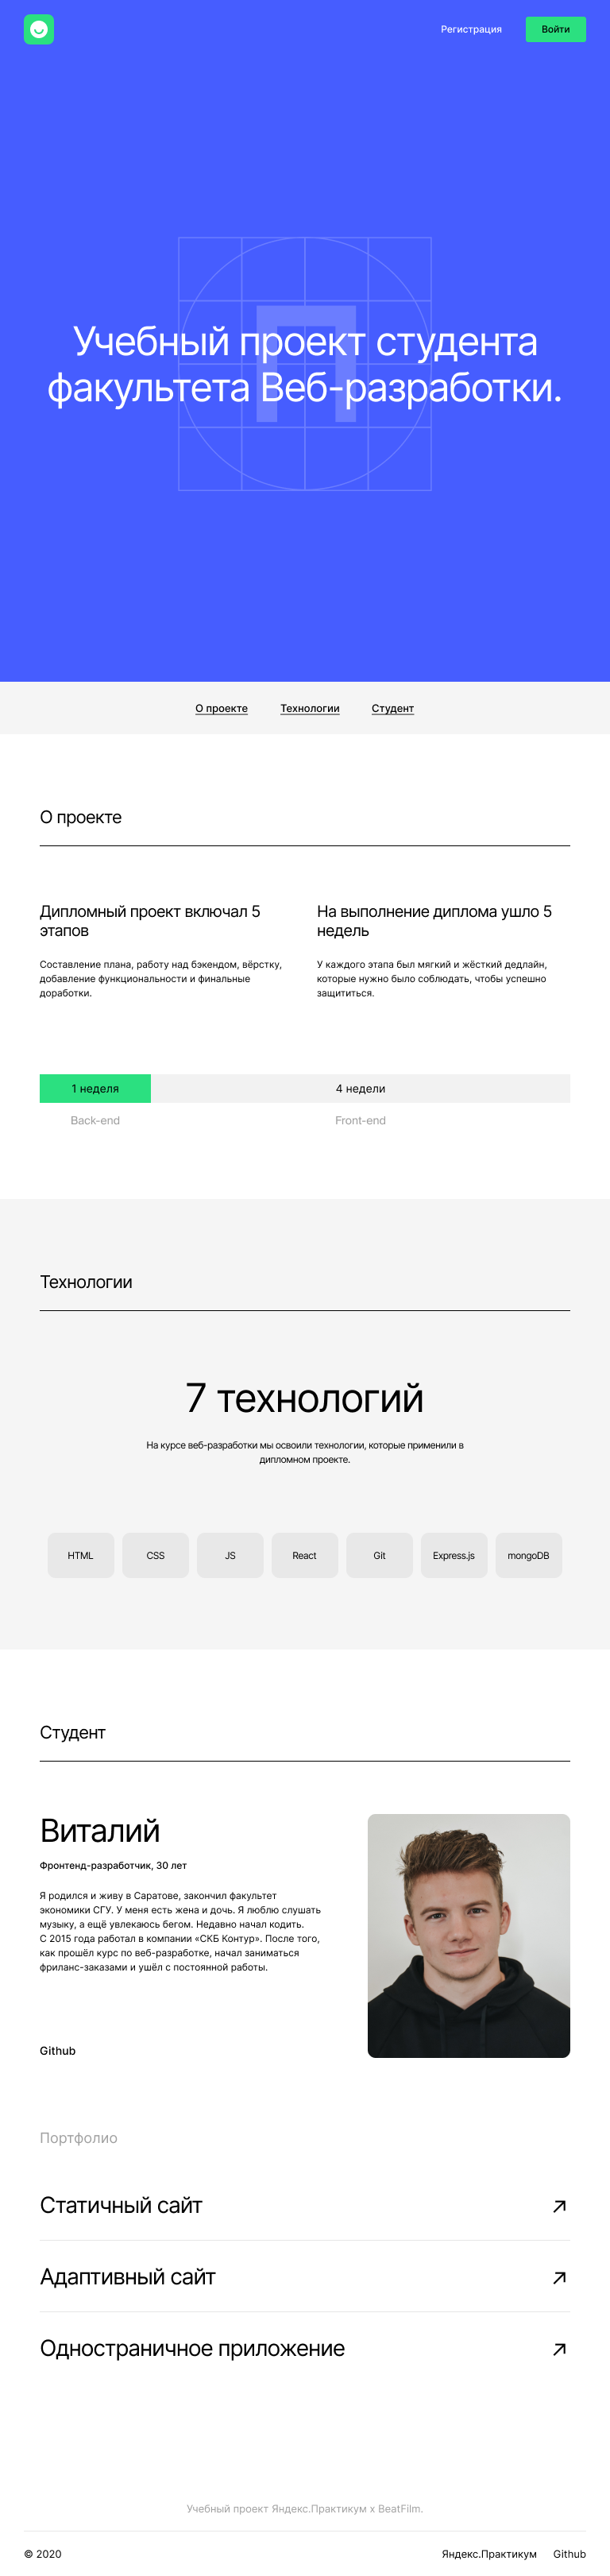 Регистрация
Войти
П
Учебный проект студента
факультета Веб-разработки.
О проекте
Технологии
Студент
О проекте
Дипломный проект включал 5
этапов
Составление плана, работу над бэкендом, вёрстку,
добавление функциональности и финальные
доработки.
На выполнение диплома ушло 5
недель
У каждого этапа был мягкий и жёсткий дедлайн,
которые нужно было соблюдать, чтобы успешно
защититься.
1 неделя
4 недели
Back-end
Front-end
Технологии
7 технологий
На курсе веб-разработки мы освоили технологии, которые применили в
дипломном проекте.
HTML
CSS
JS
React
Git
Express.js
mongoDB
Студент
Виталий
Фронтенд-разработчик, 30 лет
Я родился и живу в Саратове, закончил факультет
экономики СГУ. У меня есть жена и дочь. Я люблю слушать
музыку, а ещё увлекаюсь бегом. Недавно начал кодить.
С 2015 года работал в компании «СКБ Контур». После того,
как прошёл курс по веб-разработке, начал заниматься
фриланс-заказами и ушёл с постоянной работы.
Github
Портфолио
Статичный сайт
Адаптивный сайт
Одностраничное приложение
Учебный проект Яндекс.Практикум х BeatFilm.
© 2020
Яндекс.Практикум
Github